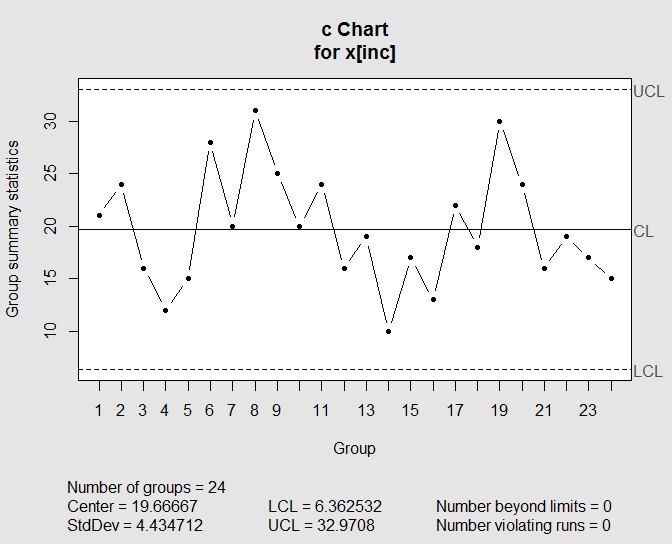 c Chart
for x[inc]
Group summary statistics
30
25
20
15
10
UCL
CL
LCL
1 2 3 4 5 6 7 8 9 11 13 15 17 19 21 23
Group
Number of groups = 24
Center = 19.66667 LCL = 6.362532 Number beyond limits = 0
StdDev = 4.434712 UCL = 32.9708 Number violating runs = 0